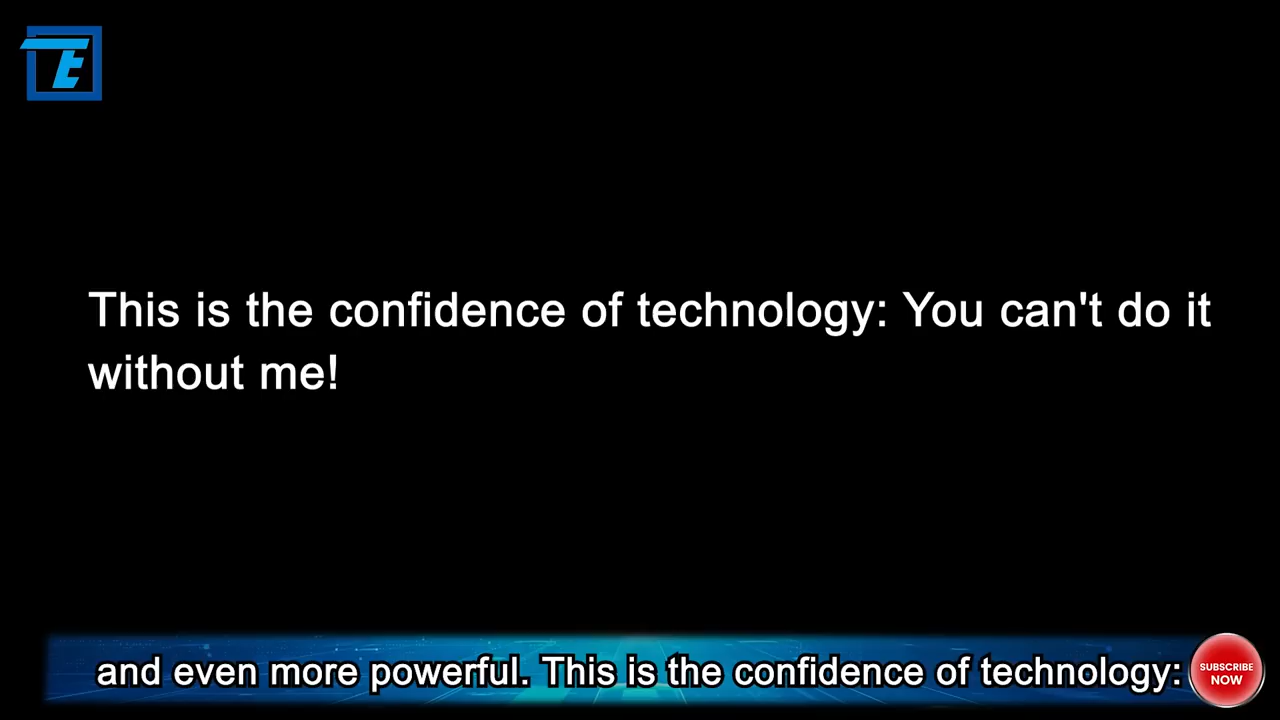 TE
This is the confidence of technology: You can't do it
without me!
and even more powerful. This is the confidence of technology:
SUBSCRIBE
NOW